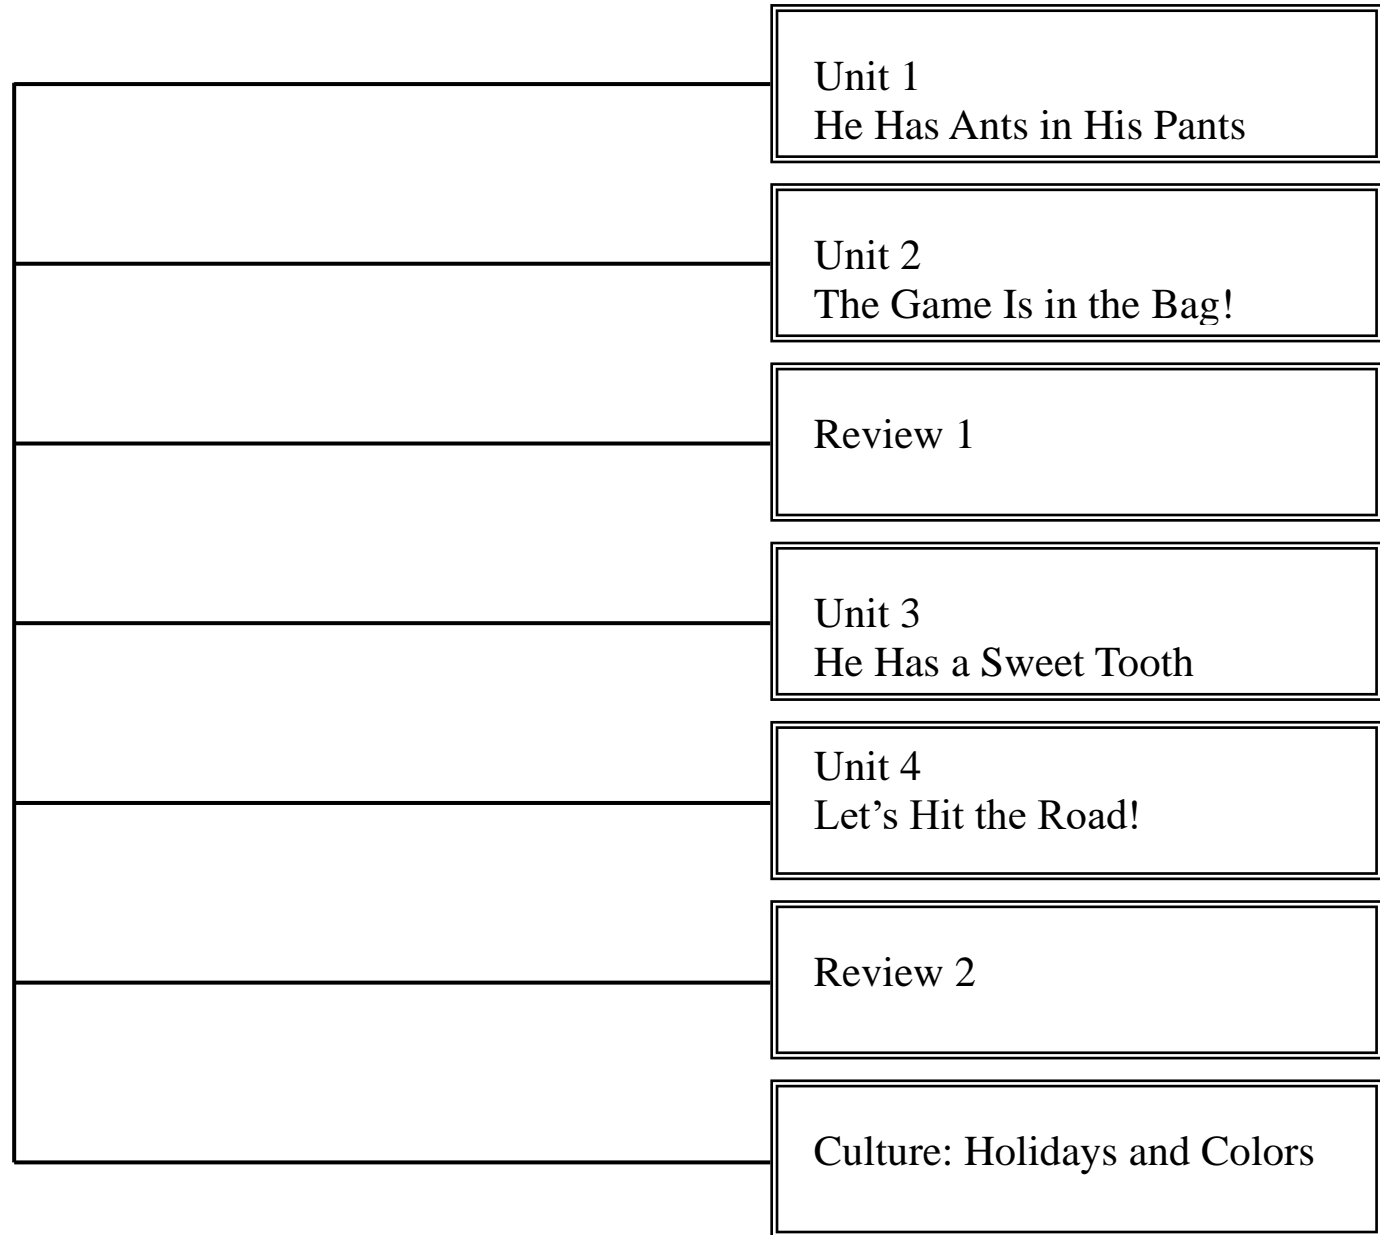 Unit 1
He Has Ants in His Pants
Unit 2
The Game Is in the Bag!
Review 1
Unit 3
He Has a Sweet Tooth
Unit 4
Let’s Hit the Road!
Review 2
Culture: Holidays and Colors